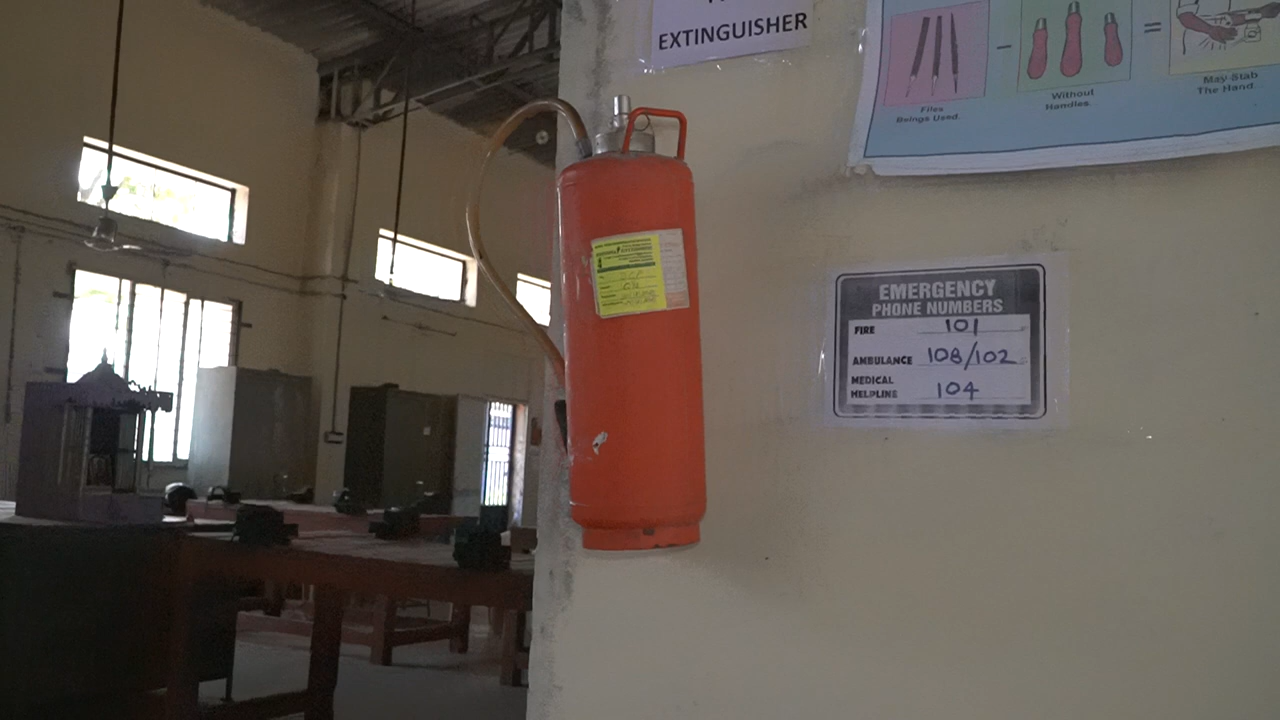 EXTINGUISHER
Files
Beings Used.
-
Without
Handles.
=
May Stab
The Hand.
EMERGENCY
PHONE NUMBERS
FIRE 101
AMBULANCE 108/102
MEDICAL
HELPLINE 104